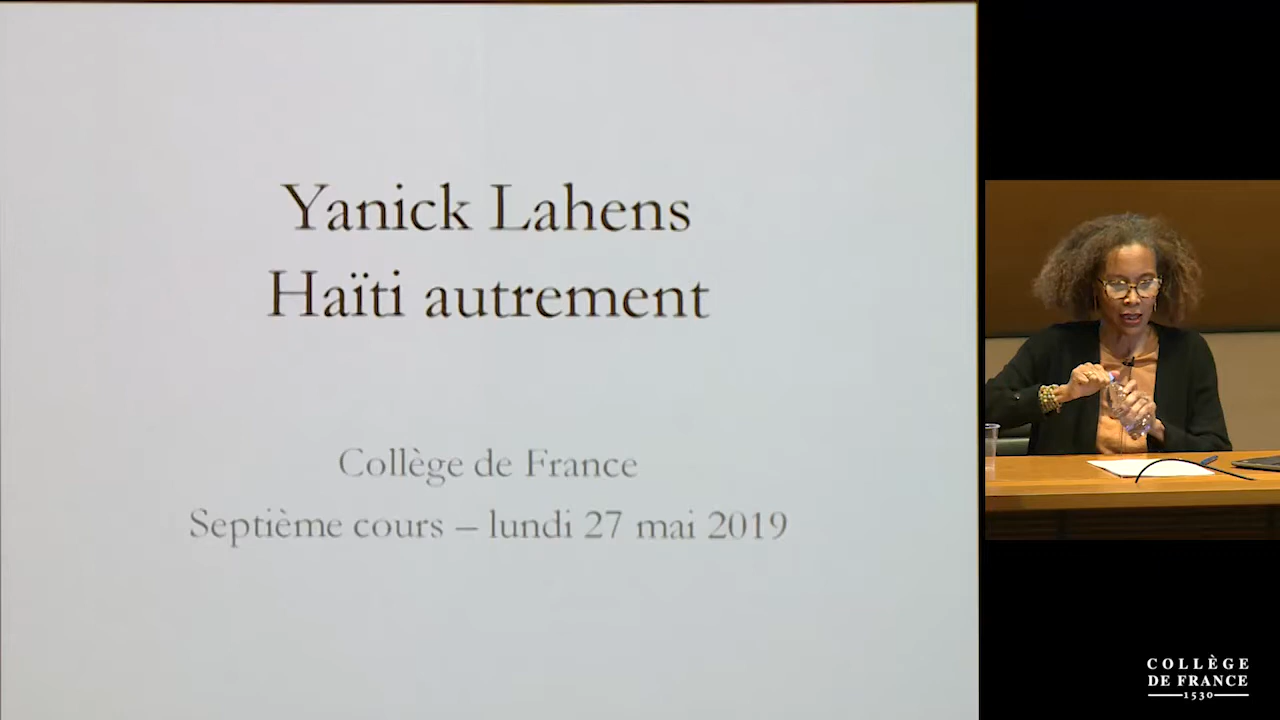 Yanick Lahens
Haïti autrement
Collège de France
Septième cours – lundi 27 mai 2019
COLLÈGE
DE FRANCE
1530